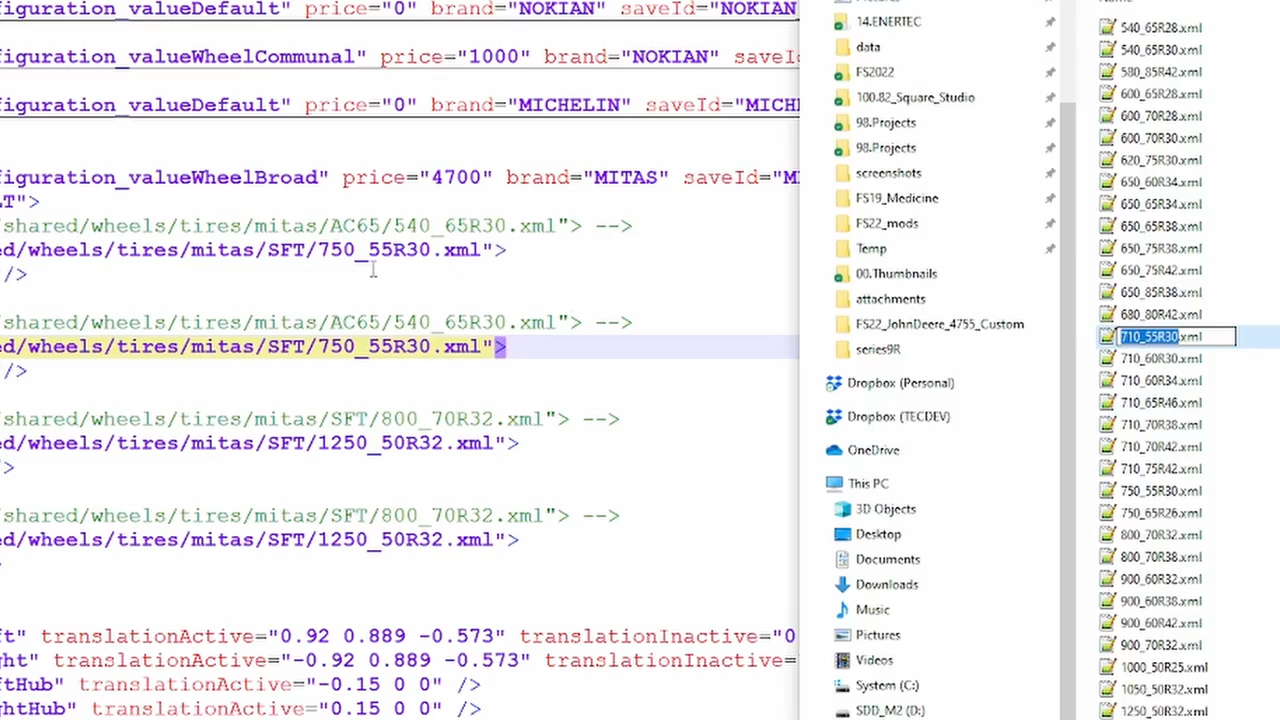 figuration_valueDefault" price="0" brand="NOKIAN" saveId="NOKIAN
figuration_valueWheelCommunal" price="1000" brand="NOKIAN" saveId
figuration_valueDefault" price="0" brand="MICHELIN" saveId="MICH
figuration_valueWheelBroad" price="4700" brand="MITAS" saveId="MI
LT">
/shared/wheels/tires/mitas/AC65/540_65R30.xml"> -->
ed/wheels/tires/mitas/SFT/750_55R30.xml">
/>
/shared/wheels/tires/mitas/AC65/540_65R30.xml"> -->
ed/wheels/tires/mitas/SFT/750_55R30.xml">
/>
/shared/wheels/tires/mitas/SFT/800_70R32.xml"> -->
ed/wheels/tires/mitas/SFT/1250_50R32.xml">
>
/shared/wheels/tires/mitas/SFT/800_70R32.xml"> -->
ed/wheels/tires/mitas/SFT/1250_50R32.xml">
ft" translationActive="0.92 0.889 -0.573" translationInactive="0
ght" translationActive="-0.92 0.889 -0.573" translationInactive=
ftHub" translationActive="-0.15 0 0" />
ghtHub" translationActive="0.15 0 0" />
14.ENERTEC
data
FS2022
100.82_Square_Studio
98.Projects
98.Projects
screenshots
FS19_Medicine
FS22_mods
Temp
00.Thumbnails
attachments
FS22_JohnDeere_4755_Custom
series9R
Dropbox (Personal)
Dropbox (TECDEV)
OneDrive
This PC
3D Objects
Desktop
Documents
Downloads
Music
Pictures
Videos
System (C:)
SDD_M2 (D:)
540_65R28.xml
540_65R30.xml
580_85R42.xml
600_65R28.xml
600_70R28.xml
600_70R30.xml
620_75R30.xml
650_60R34.xml
650_65R34.xml
650_65R38.xml
650_75R38.xml
650_75R42.xml
650_85R38.xml
680_80R42.xml
710_55R30.xml
710_60R30.xml
710_60R34.xml
710_65R46.xml
710_70R38.xml
710_70R42.xml
710_75R42.xml
750_55R30.xml
750_65R26.xml
800_70R32.xml
800_70R38.xml
900_60R32.xml
900_60R38.xml
900_60R42.xml
900_70R32.xml
1000_50R25.xml
1050_50R32.xml
1250_50R32.xml